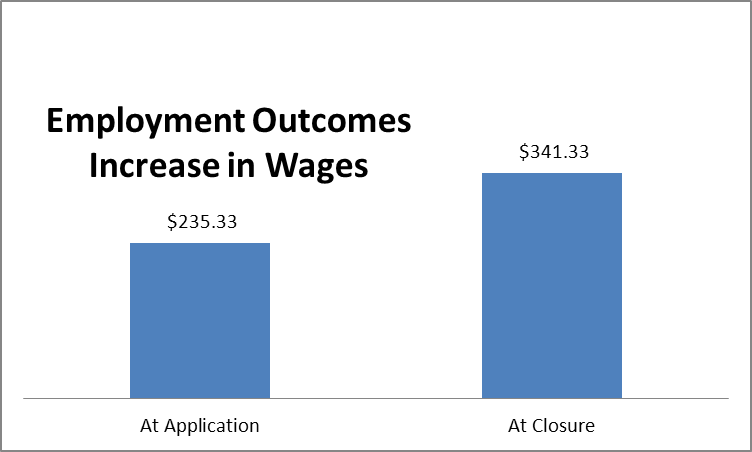 Employment Outcomes
Increase in Wages
$235.33
$341.33
At Application
At Closure